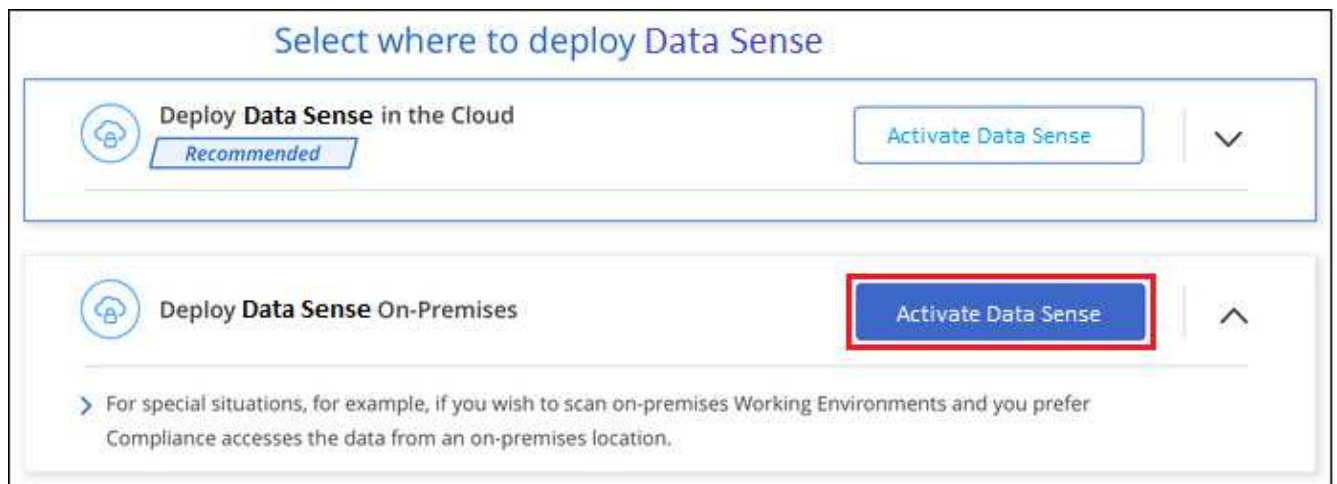 Select where to deploy Data Sense
Deploy Data Sense in the Cloud
Recommended
Activate Data Sense
Deploy Data Sense On-Premises
Activate Data Sense
For special situations, for example, if you wish to scan on-premises Working Environments and you prefer
Compliance accesses the data from an on-premises location.